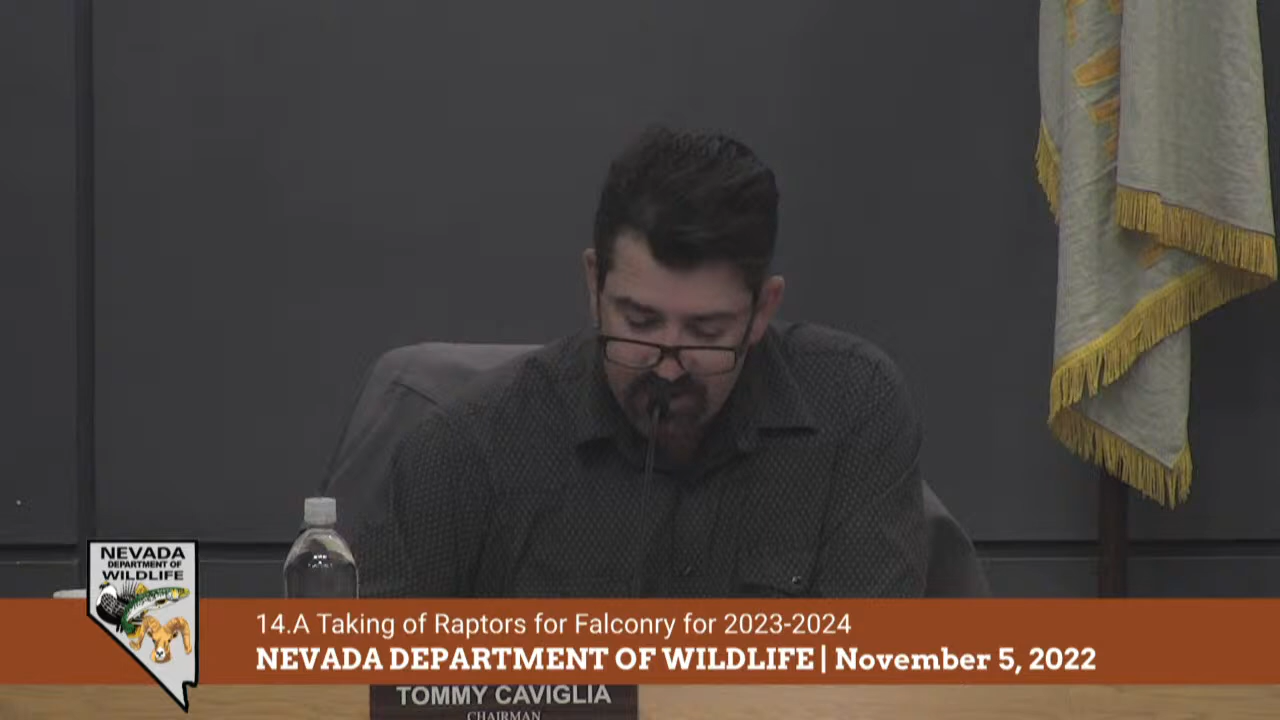 NEVADA
DEPARTMENT OF
WILDLIFE
14.A Taking of Raptors for Falconry for 2023-2024
NEVADA DEPARTMENT OF WILDLIFE | November 5, 2022
TOMMY CAVIGLIA
CHAIRMAN